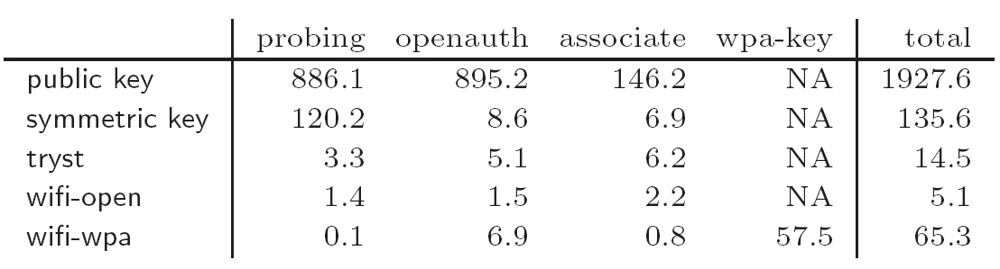 probing openauth associate wpa-key total
public key 886.1 895.2 146.2 NA 1927.6
symmetric key 120.2 8.6 6.9 NA 135.6
tryst 3.3 5.1 6.2 NA 14.5
wifi-open 1.4 1.5 2.2 NA 5.1
wifi-wpa 0.1 6.9 0.8 57.5 65.3